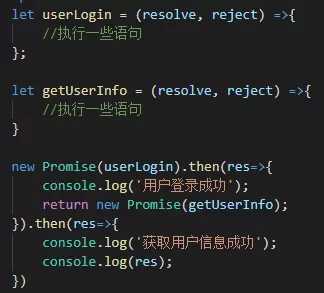 let userLogin = (resolve, reject) =>{
    //执行一些语句
};

let getUserInfo = (resolve, reject) =>{
    //执行一些语句
}

new Promise(userLogin).then(res=>{
    console.log('用户登录成功');
    return new Promise(getUserInfo);
}).then(res=>{
    console.log('获取用户信息成功');
    console.log(res);
})